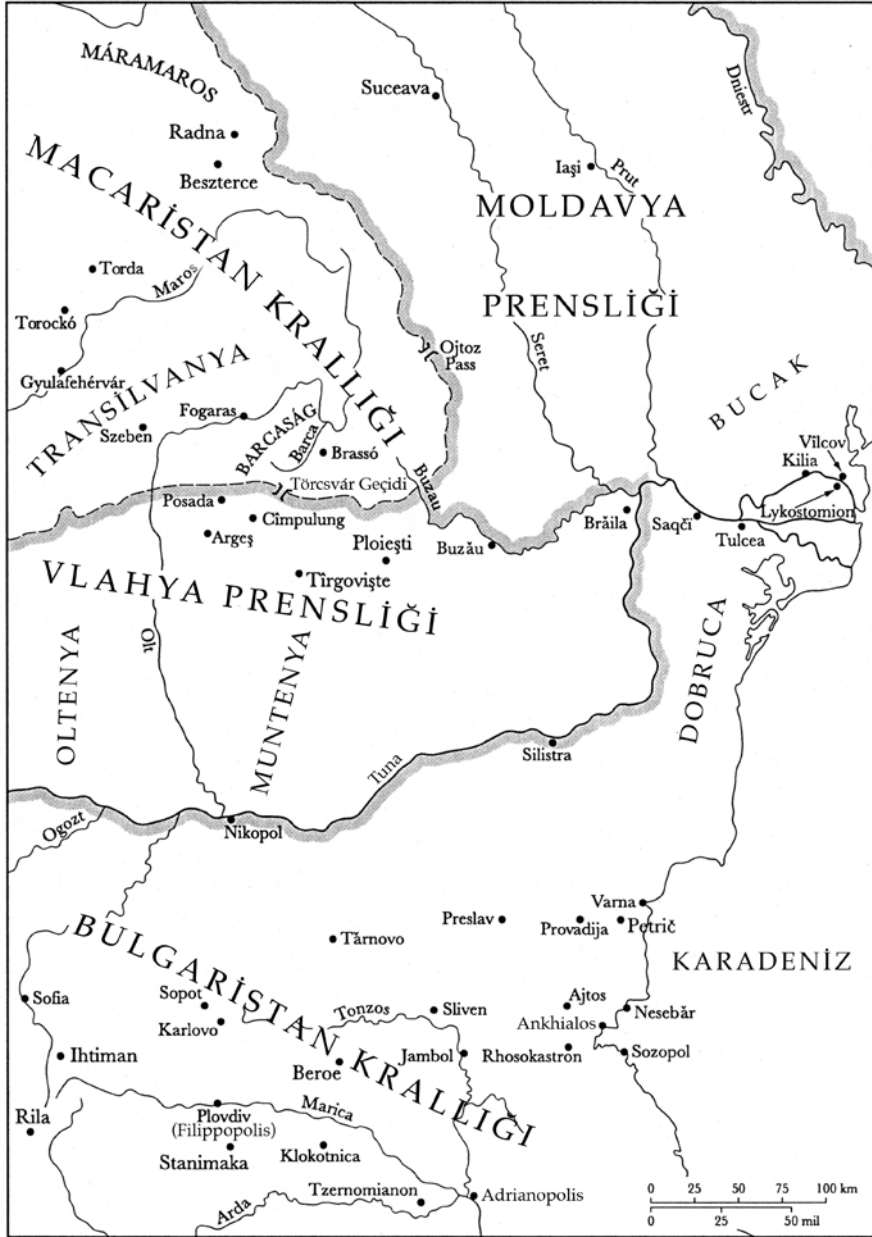 MÁRAMAROS
Suceava
Dniestr
Radna
Beszterce
Iaşi
Prut
MACARİSTAN KRALLIĞI
MOLDAVYA
PRENSLİĞİ
Torda
Maros
Torockó
Seret
Ojtoz
Pass
Gyulafehérvár
TRANSİLVANYA
BUCAK
Fogaras
BARCASÁG
Barca
Szeben
Brassó
Vîlcov
Kilia
Törcsvár Geçidi
Buzau
Posada
Lykostomion
Cîmpulung
Argeş
Brăila
Saqčï
Tulcea
Ploieşti
Buzău
Tîrgovişte
VLAHYA PRENSLİĞİ
Olt
OLTENYA
MUNTENYA
DOBRUCA
Silistra
Tuna
Nikopol
Ogozt
Varna
Preslav
Provadija
Petrič
BULGARİSTAN KRALLIĞI
Tărnovo
KARADENİZ
Sofia
Sopot
Tonzos
Sliven
Ajtos
Nesebăr
Karlovo
Ankhialos
Ihtiman
Jambol
Rhosokastron
Sozopol
Beroe
Rila
Plovdiv
(Filippopolis)
Marica
Stanimaka
Klokotnica
Tzernomianon
Adrianopolis
Arda
0 25 50 75 100 km
0 25 50 mil